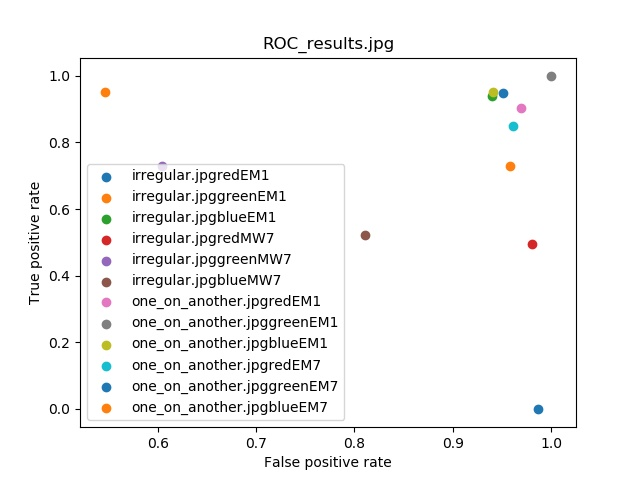 ROC_results.jpg
1.0
0.8
0.6
0.4
0.2
0.0
True positive rate
irregular.jpgredEM1
irregular.jpggreenEM1
irregular.jpgblueEM1
irregular.jpgredMW7
irregular.jpggreenMW7
irregular.jpgblueMW7
one_on_another.jpgredEM1
one_on_another.jpggreenEM1
one_on_another.jpgblueEM1
one_on_another.jpgredEM7
one_on_another.jpggreenEM7
one_on_another.jpgblueEM7
0.6 0.7 0.8 0.9 1.0
False positive rate